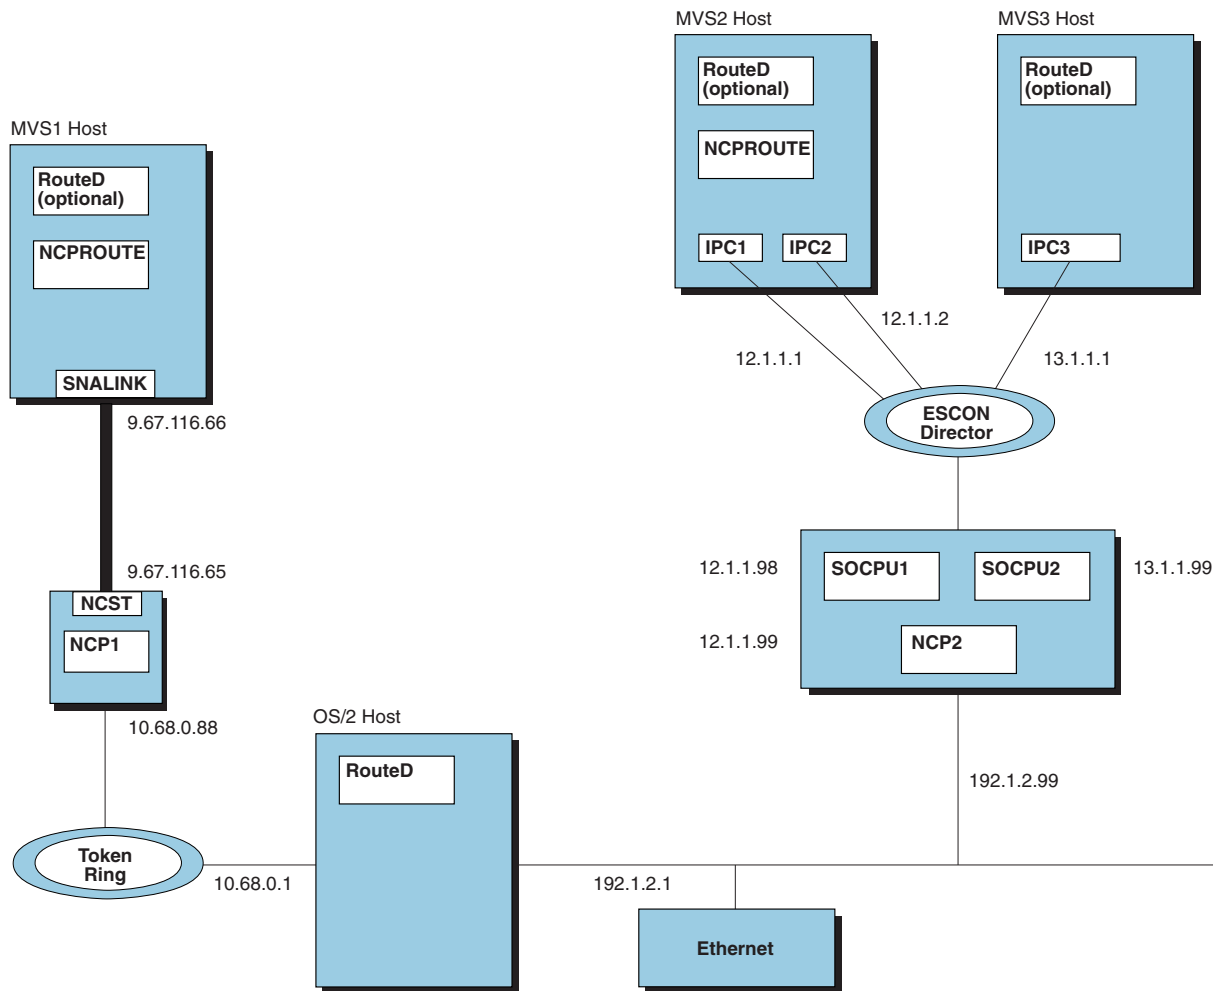 MVS2 Host
MVS3 Host
RouteD
(optional)
RouteD
(optional)
MVS1 Host
NCPROUTE
RouteD
(optional)
NCPROUTE
IPC1
IPC2
IPC3
12.1.1.2
12.1.1.1
13.1.1.1
SNALINK
9.67.116.66
ESCON
Director
9.67.116.65
12.1.1.98
SOCPU1
SOCPU2
13.1.1.99
NCST
NCP1
12.1.1.99
NCP2
10.68.0.88
OS/2 Host
RouteD
192.1.2.99
Token
Ring
10.68.0.1
192.1.2.1
Ethernet